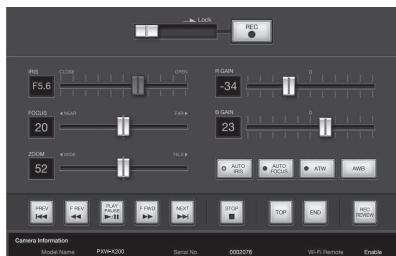 Lock
REC
IRIS CLOSE OPEN R GAIN 0
F5.6 -34
FOCUS NEAR FAR B GAIN 0
20 23
ZOOM WIDE TELE
52 AUTO IRIS AUTO FOCUS ATW AWB
PREV F REV PLAY PAUSE F FWD NEXT STOP TOP END REC REVIEW
Camera Information
Model Name PXW-X200 Serial No. 0002076 Wi-Fi Remote Enable